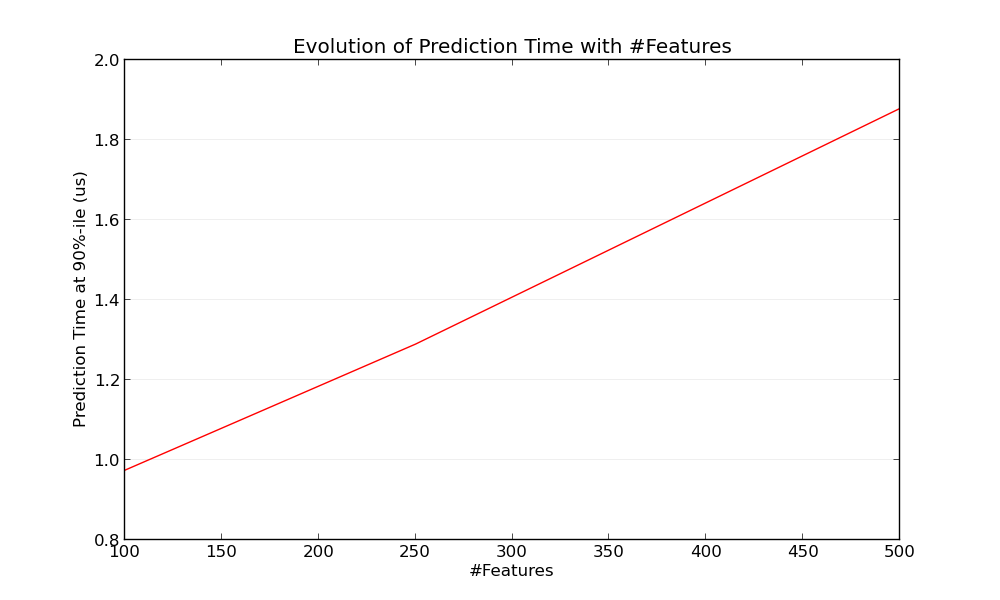 Evolution of Prediction Time with #Features
2.0
1.8
1.6
1.4
1.2
1.0
0.8
Prediction Time at 90%-ile (us)
100 150 200 250 300 350 400 450 500
#Features